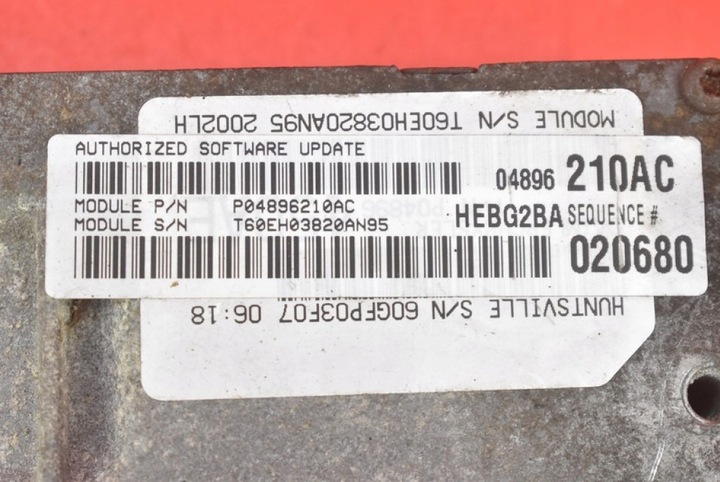 MODULE S/N T60EH03820AN95 2002LH
AUTHORIZED SOFTWARE UPDATE
04896 210AC
MODULE P/N P04896210AC
MODULE S/N T60EH03820AN95
HEBG2BA SEQUENCE #
020680
HUNTSVILLE S/N 60GFP03F07 06:18